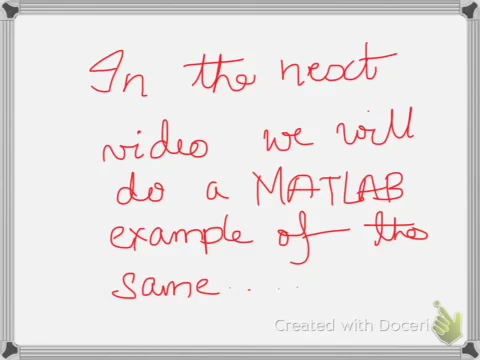 In the next
video we will
do a MATLAB
example of the
same.....
Created with Doceri